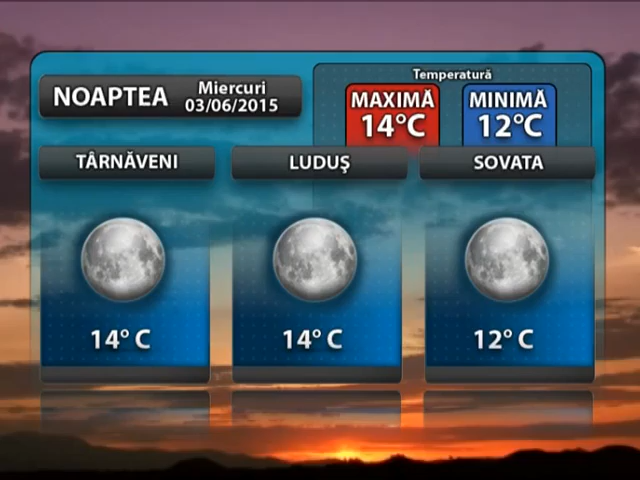 NOAPTEA
Miercuri
03/06/2015
Temperatură
MAXIMĂ
14°C
MINIMĂ
12°C
TÂRNĂVENI
LUDUŞ
SOVATA
14° C
14° C
12° C